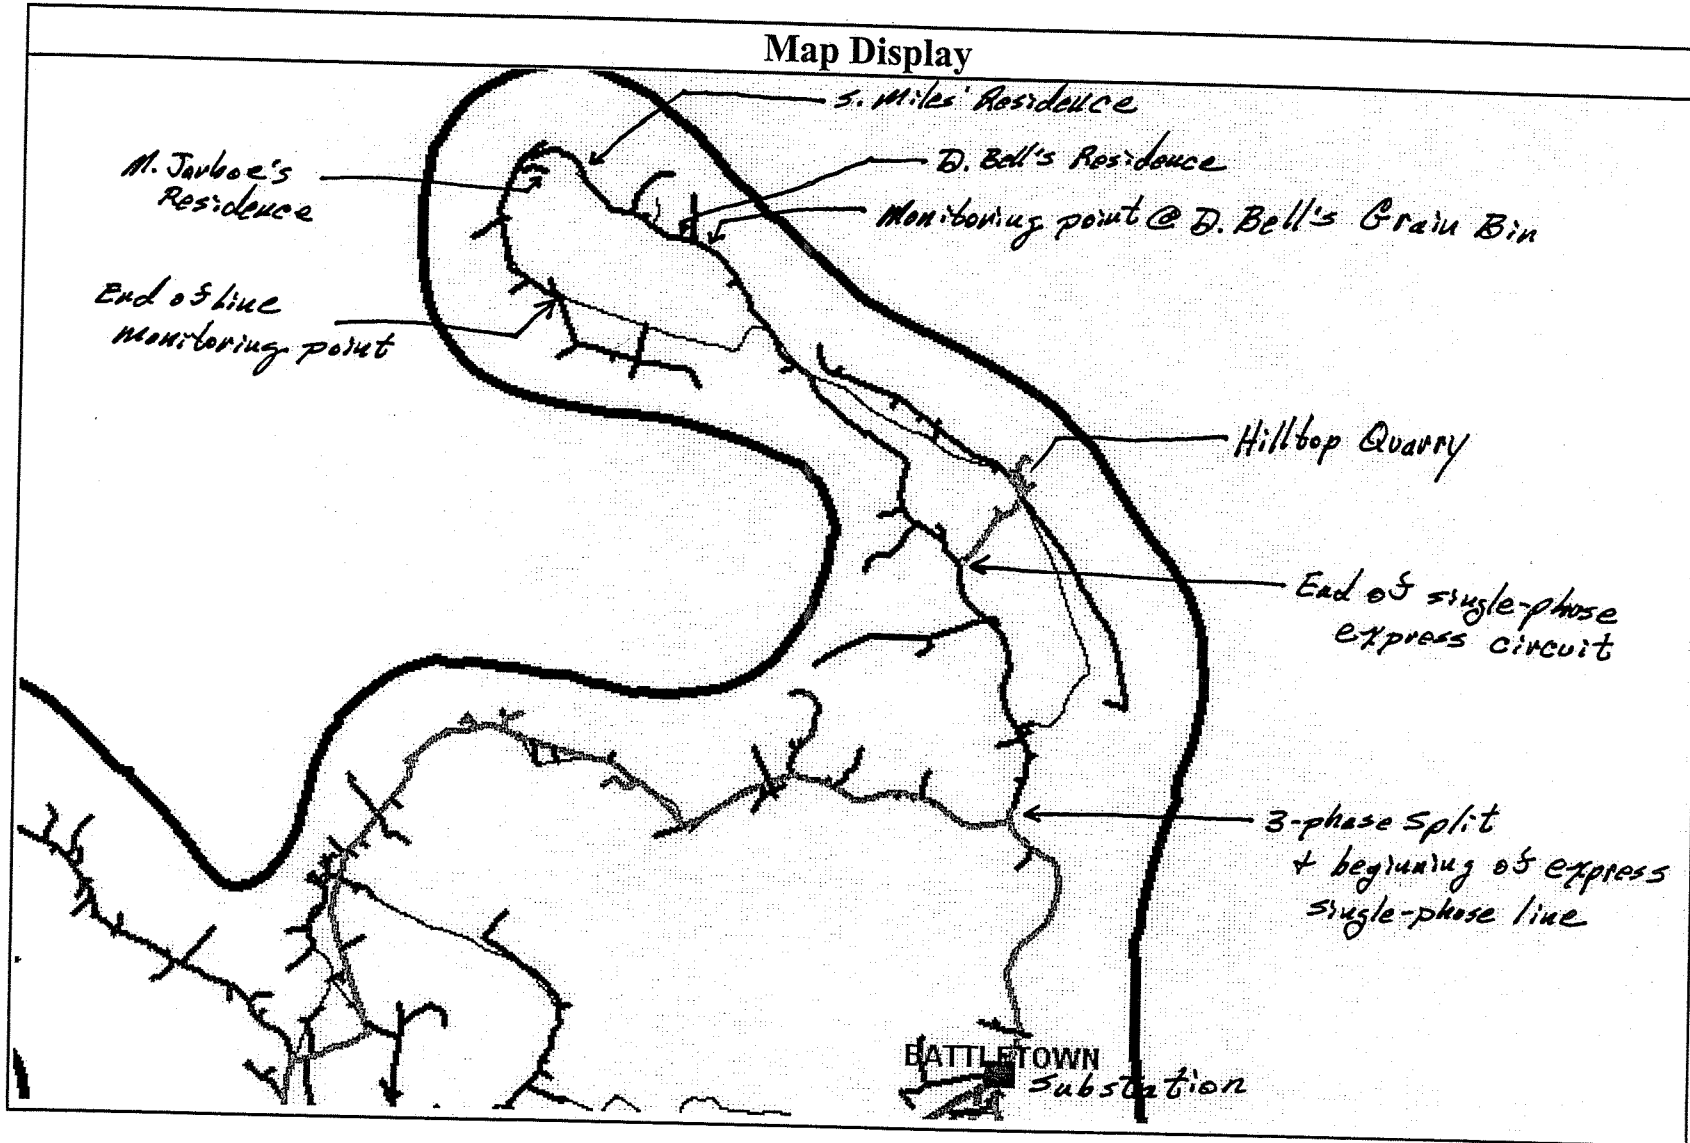 Map Display
S. Miles' Residence
M. Jarboe's
Residence
D. Bell's Residence
Monitoring point @ D. Bell's Grain Bin
End of Line
monitoring point
Hilltop Quarry
End of single-phase
express circuit
3-phase split
+ beginning of express
single-phase line
BATTLETOWN
Substation